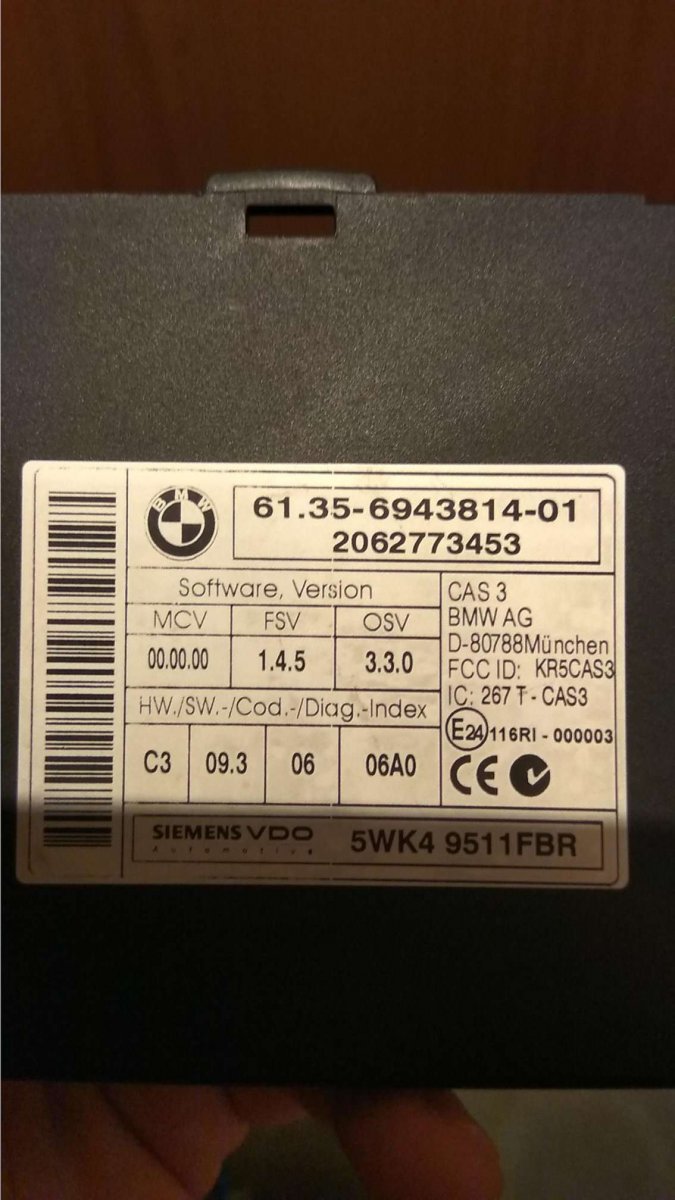 BMW
61.35-6943814-01
2062773453
Software, Version
MCV FSV OSV
00.00.00 1.4.5 3.3.0
HW./SW.-/Cod.-/Diag.-Index
C3 09.3 06 06A0
CAS 3
BMW AG
D-80788München
FCC ID: KR5CAS3
IC: 267 T - CAS3
E24 116RI - 000003
CE
SIEMENS VDO
Automotive
5WK4 9511FBR